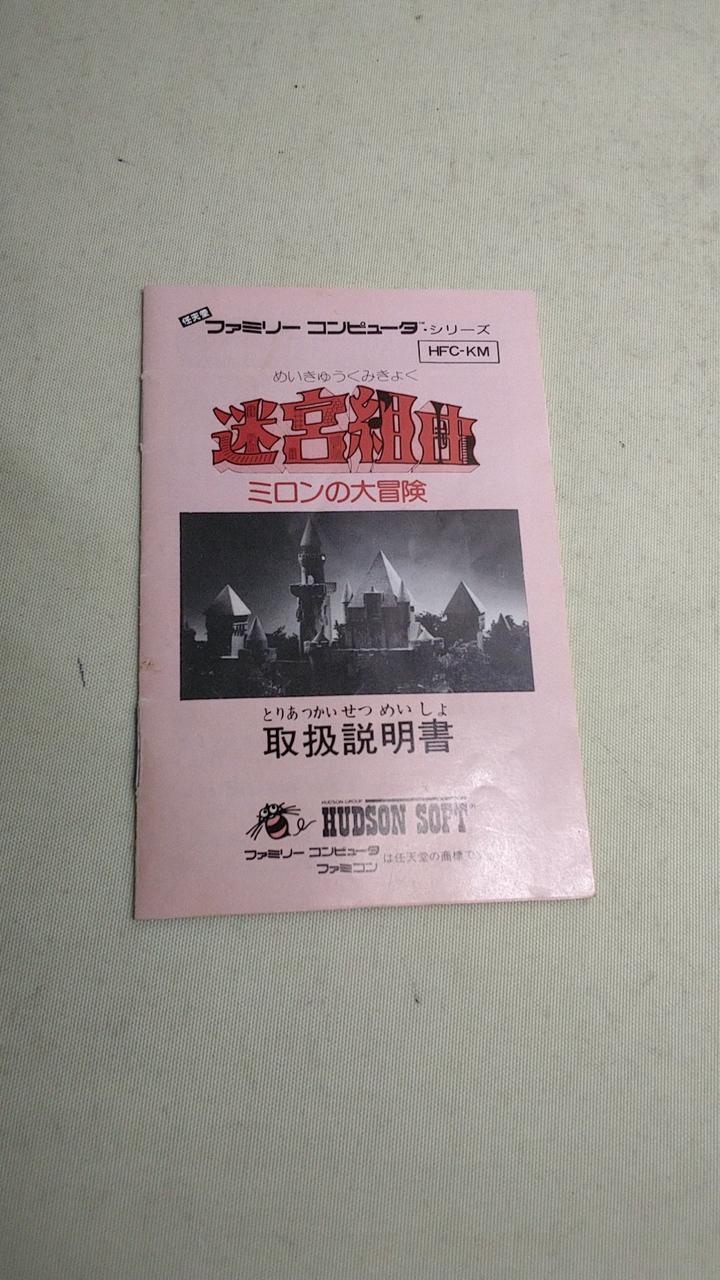 任天堂 ファミリー コンピュータ™・シリーズ
HFC-KM
めいきゅうくみきょく
迷宮組曲
ミロンの大冒険
とりあつかいせつめいしょ
取扱説明書
HUDSON GROUP
HUDSON SOFT®
ファミリー コンピュータ
ファミコン は任天堂の商標です。